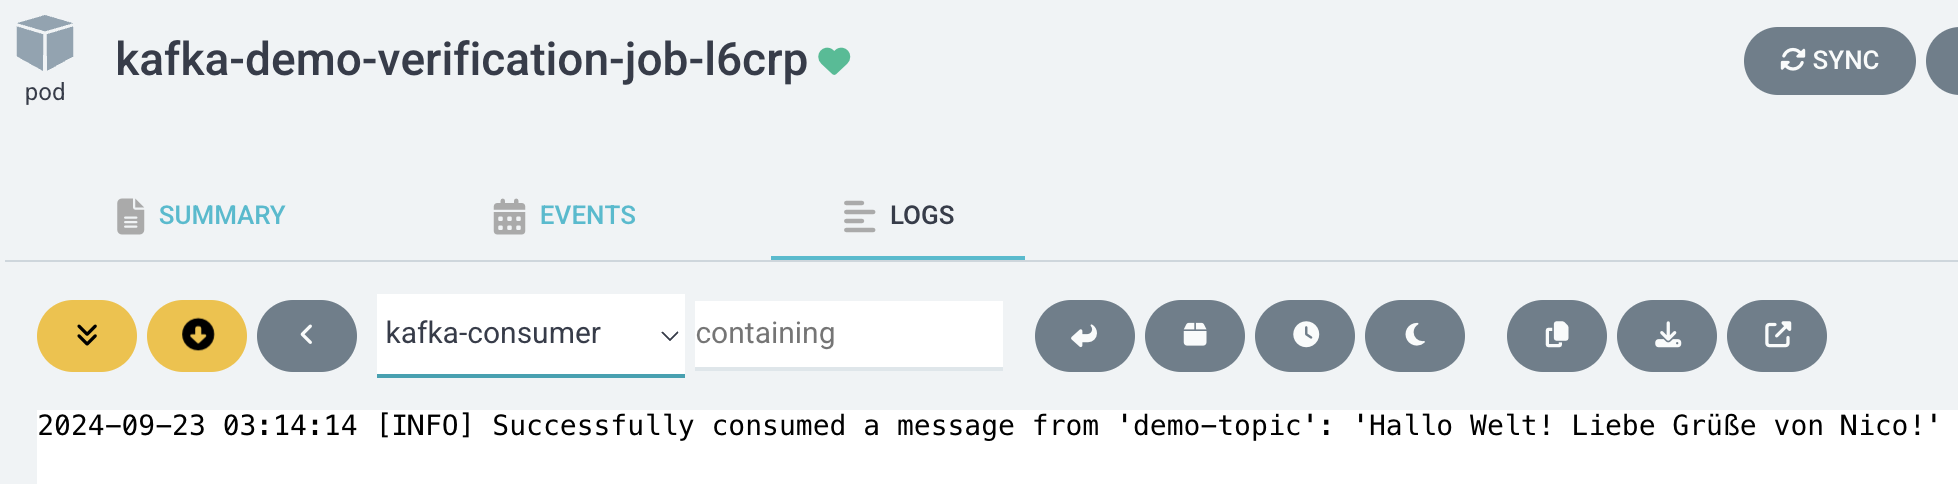 kafka-demo-verification-job-l6crp
pod
SYNC
SUMMARY
EVENTS
LOGS
kafka-consumer
containing
2024-09-23 03:14:14 [INFO] Successfully consumed a message from 'demo-topic': 'Hallo Welt! Liebe Grüße von Nico!'